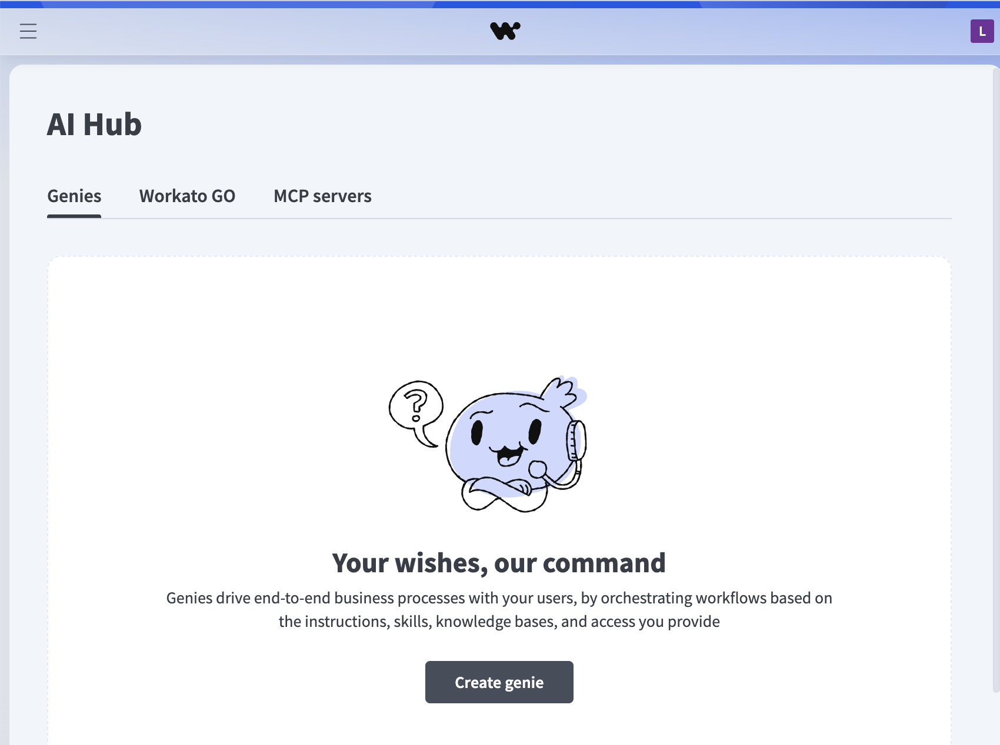 L
AI Hub
Genies
Workato GO
MCP servers
?
Your wishes, our command
Genies drive end-to-end business processes with your users, by orchestrating workflows based on
the instructions, skills, knowledge bases, and access you provide
Create genie